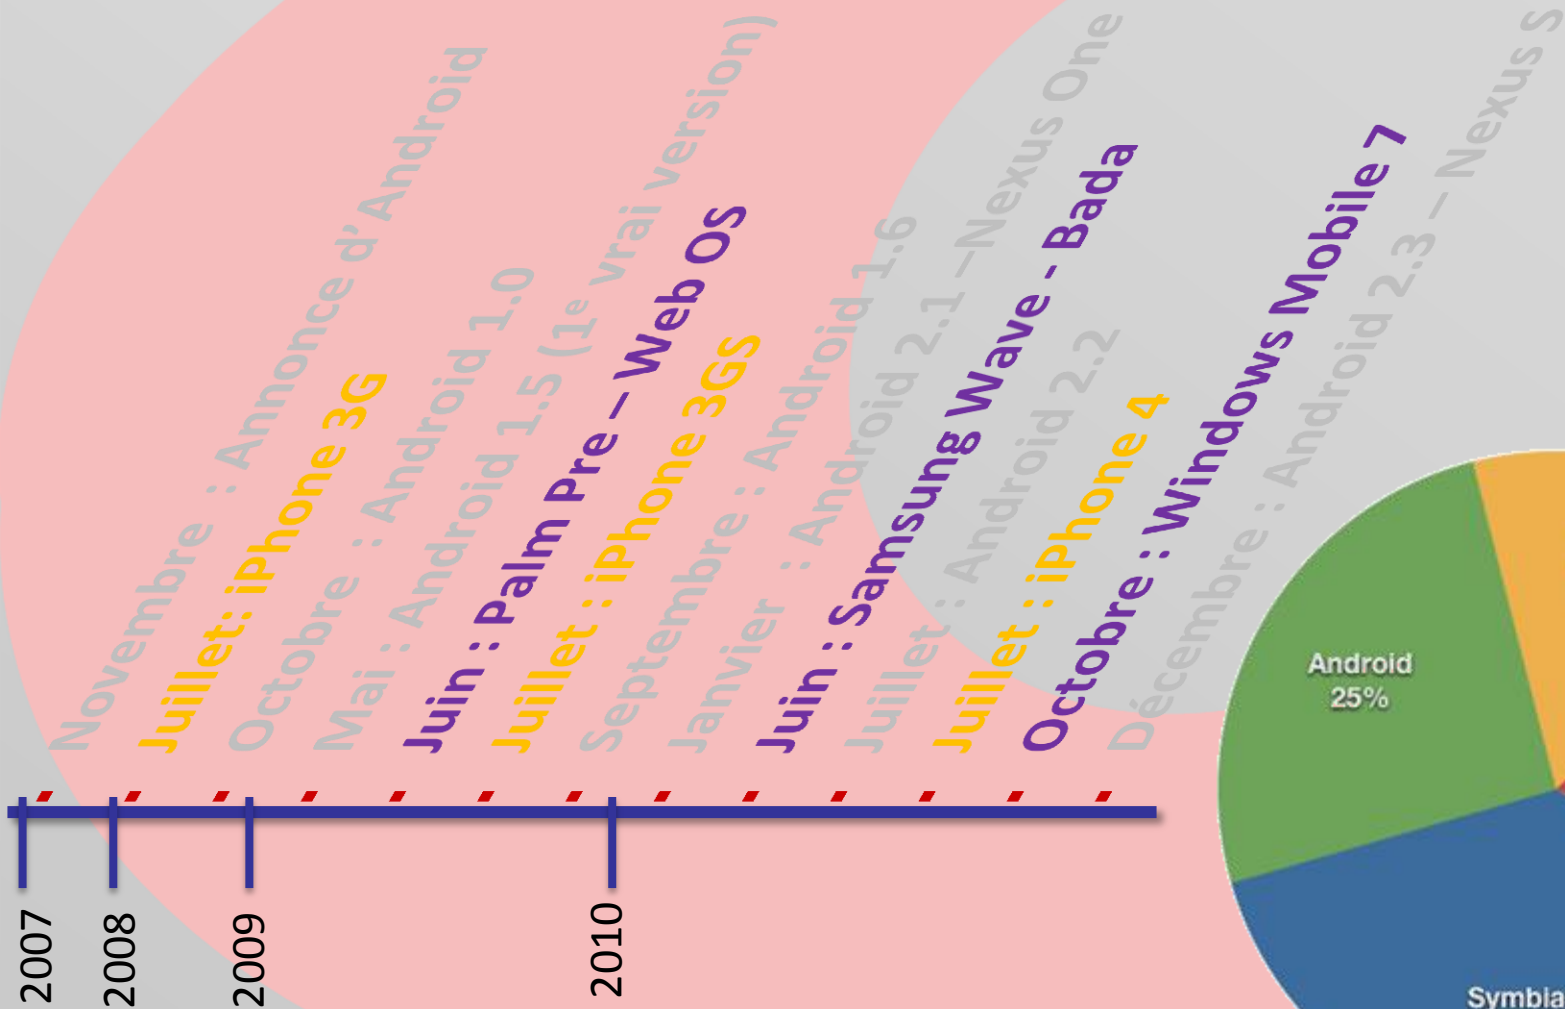 Novembre : Annonce d' Android
Juillet: iPhone 3G
Octobre : Android 1.0
Mai : Android 1.5 (1e vrai version)
Juin : Palm Pre – Web OS
Juillet : iPhone 3GS
Septembre : Android 1.6
Janvier : Android 2.1 –Nexus One
Juin : Samsung Wave - Bada
Juillet : Android 2.2
Juillet : iPhone 4
Octobre : Windows Mobile 7
Décembre : Android 2.3 – Nexus S
2007
2008
2009
2010
Android
25%
Symbia